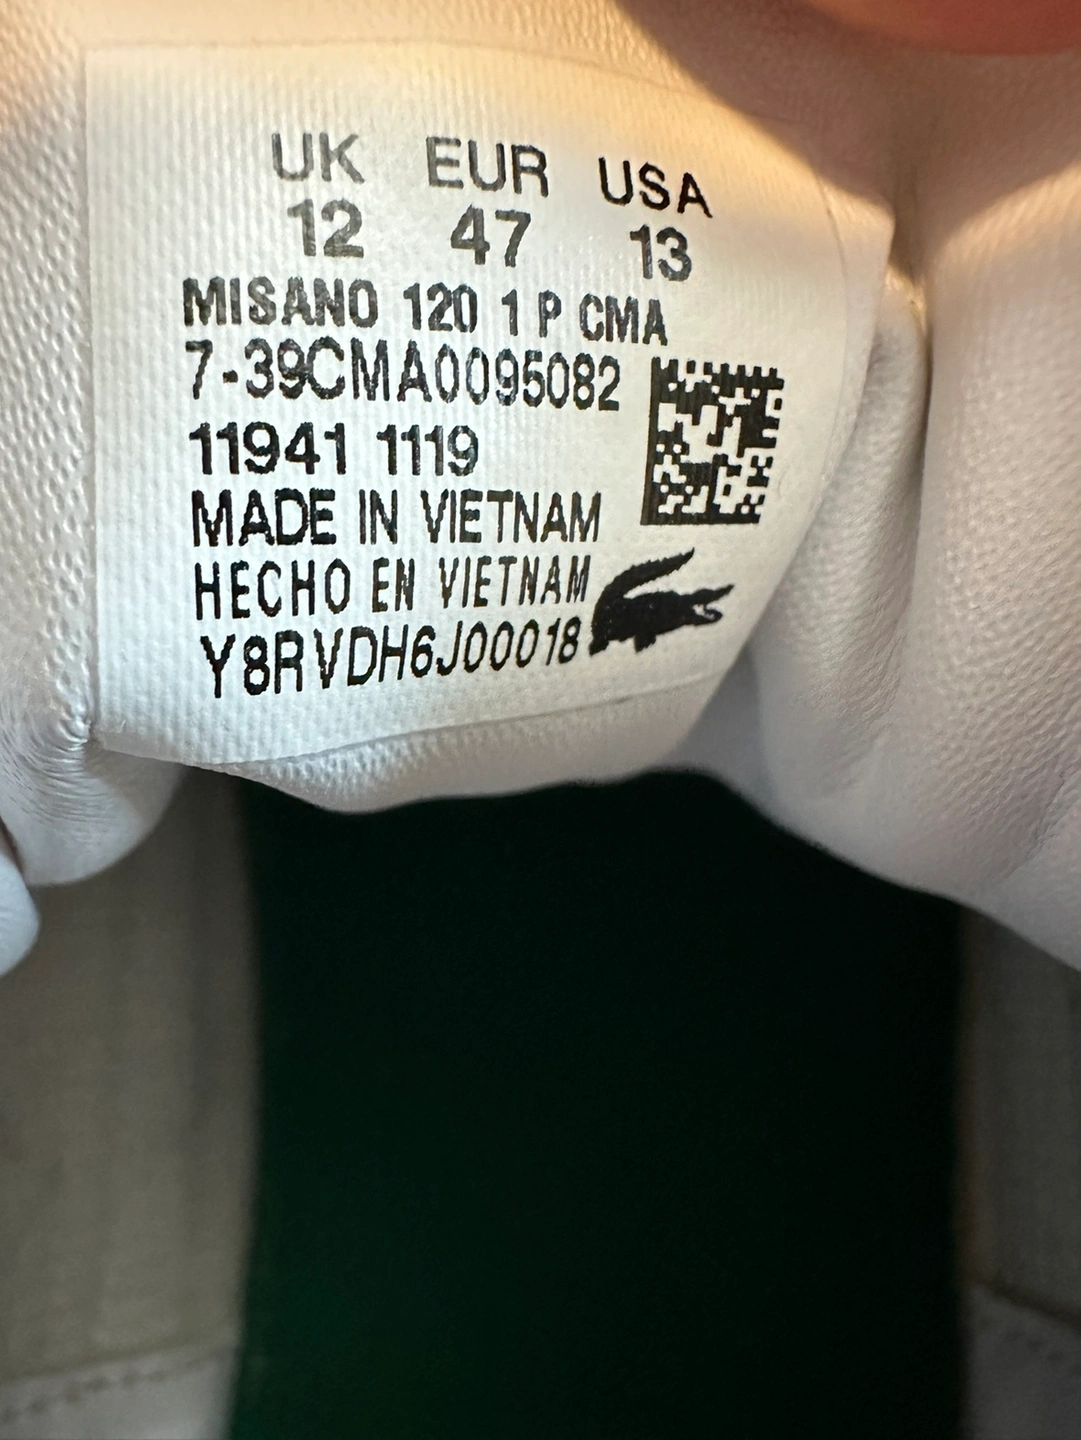 UK EUR USA
12 47 13
MISANO 120 1 P CMA
7-39CMA0095082
11941 1119
MADE IN VIETNAM
HECHO EN VIETNAM
Y8RVDH6J00018